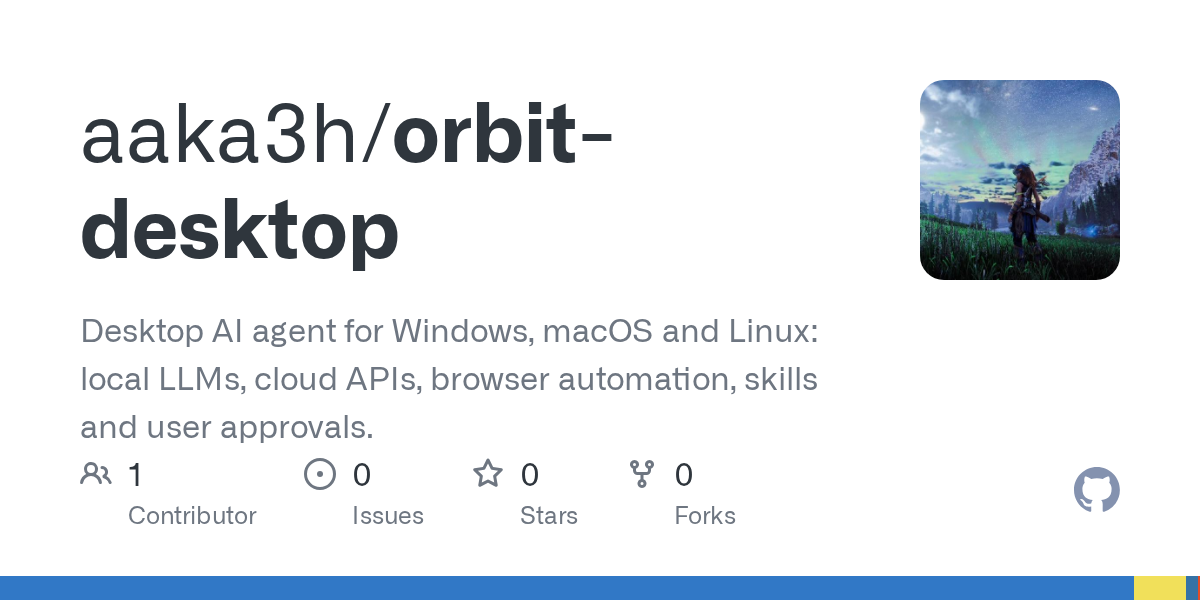 aaka3h/orbit-
desktop
Desktop AI agent for Windows, macOS and Linux:
local LLMs, cloud APIs, browser automation, skills
and user approvals.
1 0 0 0
Contributor Issues Stars Forks